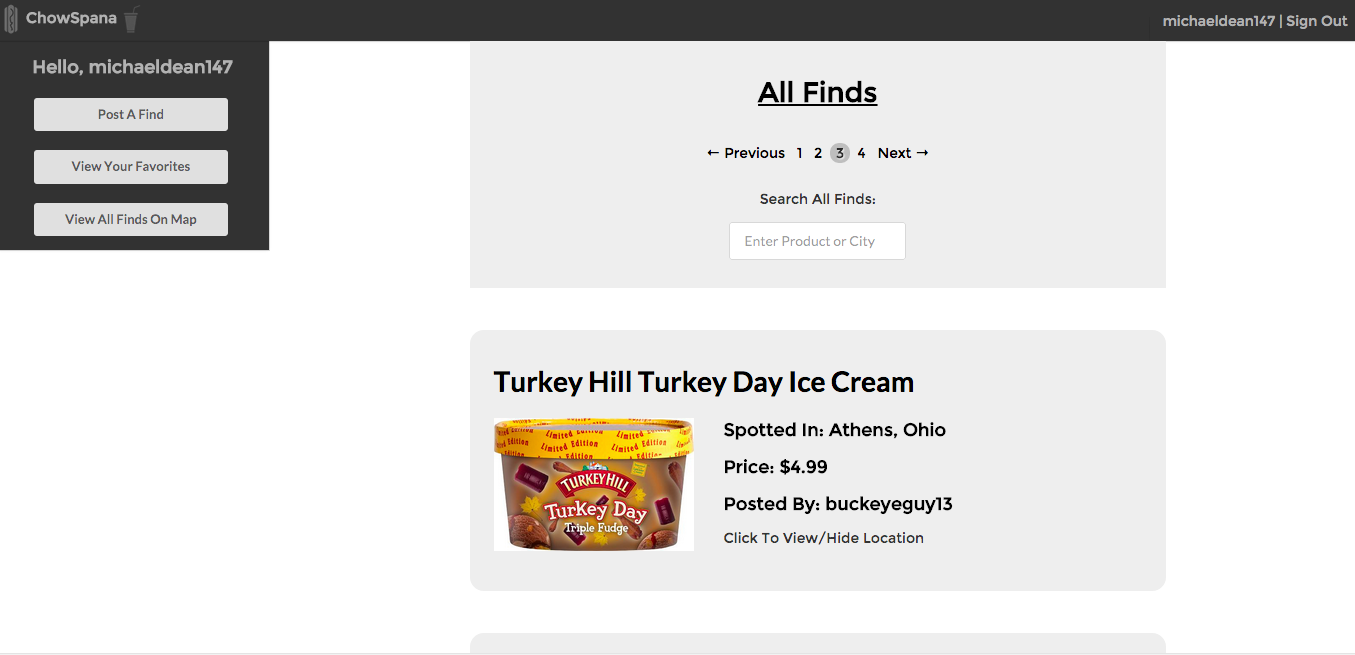 ChowSpana
michaeldean147 | Sign Out
Hello, michaeldean147
Post A Find
View Your Favorites
View All Finds On Map
All Finds
← Previous 1 2 3 4 Next →
Search All Finds:
Enter Product or City
Turkey Hill Turkey Day Ice Cream
Limited Edition
Limited Edition
Limited Edition
TURKEY HILL
Turkey Day
Triple Fudge
Spotted In: Athens, Ohio
Price: $4.99
Posted By: buckeyeguy13
Click To View/Hide Location